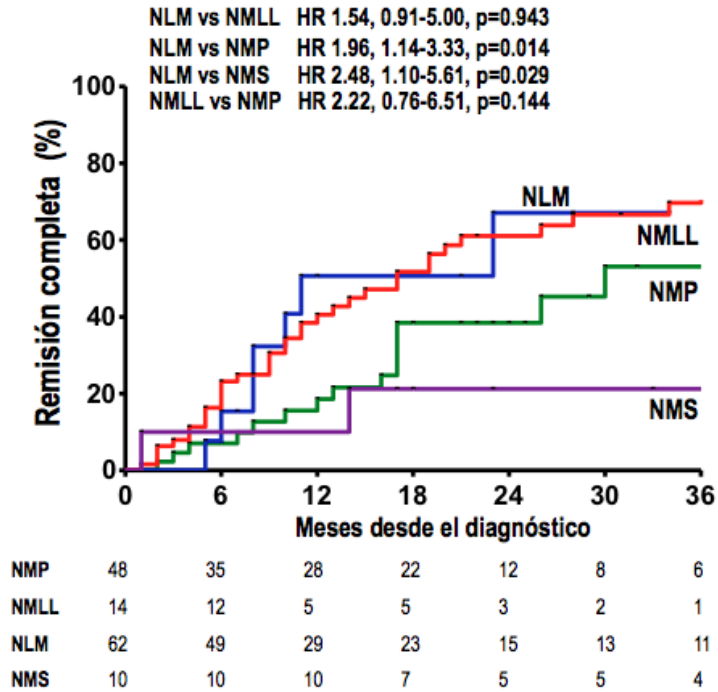 NLM vs NMLL HR 1.54, 0.91-5.00, p=0.943
NLM vs NMP HR 1.96, 1.14-3.33, p=0.014
NLM vs NMS HR 2.48, 1.10-5.61, p=0.029
NMLL vs NMP HR 2.22, 0.76-6.51, p=0.144
Remisión completa (%)
100
80
60
40
20
0
NLM
NMLL
NMP
NMS
0 6 12 18 24 30 36
Meses desde el diagnóstico
NMP 48 35 28 22 12 8 6
NMLL 14 12 5 5 3 2 1
NLM 62 49 29 23 15 13 11
NMS 10 10 10 7 5 5 4